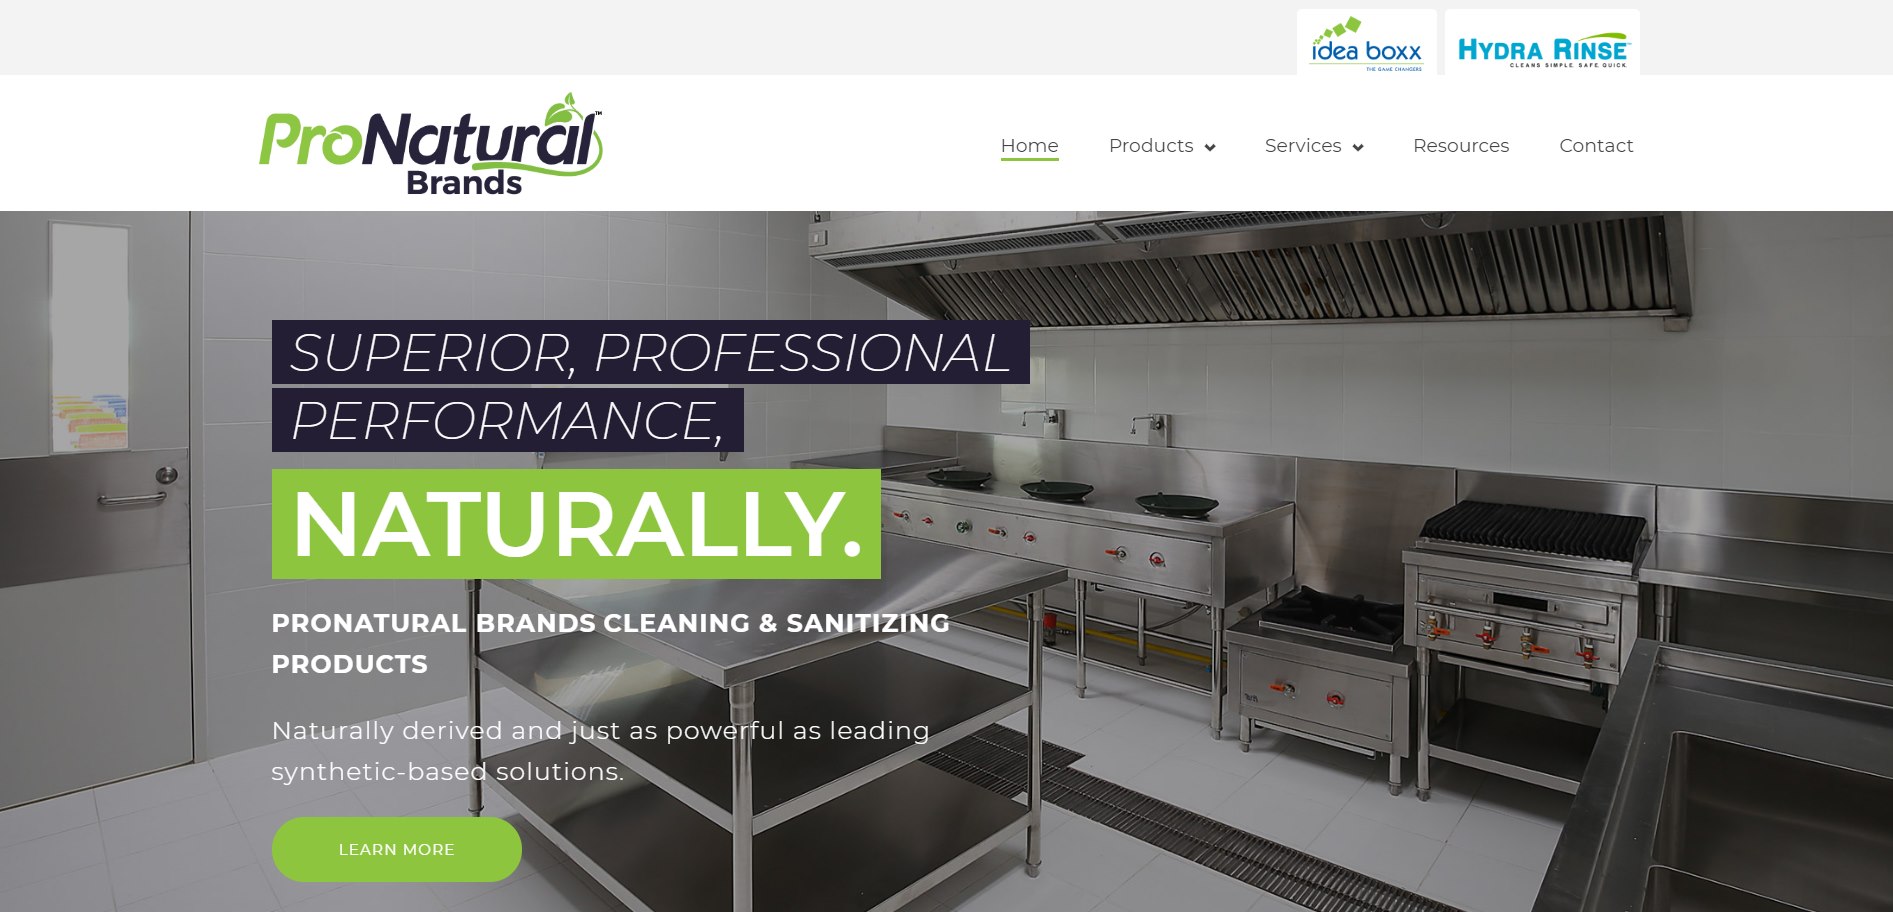 idea boxx
THE GAME CHANGERS
HYDRA RINSE
CLEANS SIMPLE. SAFE. QUICK.
ProNatural™
Brands
Home
Products
Services
Resources
Contact
SUPERIOR, PROFESSIONAL
PERFORMANCE,
NATURALLY.
PRONATURAL BRANDS CLEANING & SANITIZING
PRODUCTS
Naturally derived and just as powerful as leading
synthetic-based solutions.
LEARN MORE